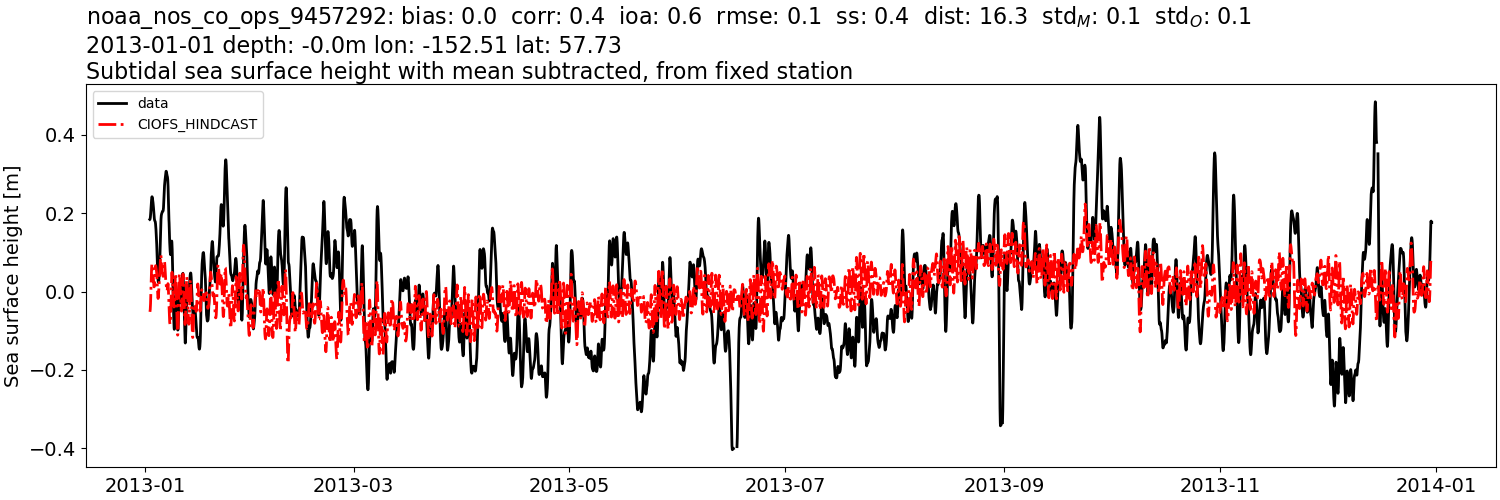 noaa_nos_co_ops_9457292: bias: 0.0 corr: 0.4 ioa: 0.6 rmse: 0.1 ss: 0.4 dist: 16.3 std_M: 0.1 std_O: 0.1
2013-01-01 depth: -0.0m lon: -152.51 lat: 57.73
Subtidal sea surface height with mean subtracted, from fixed station
data
CIOFS_HINDCAST
Sea surface height [m]
0.4
0.2
0.0
−0.2
−0.4
2013-01 2013-03 2013-05 2013-07 2013-09 2013-11 2014-01